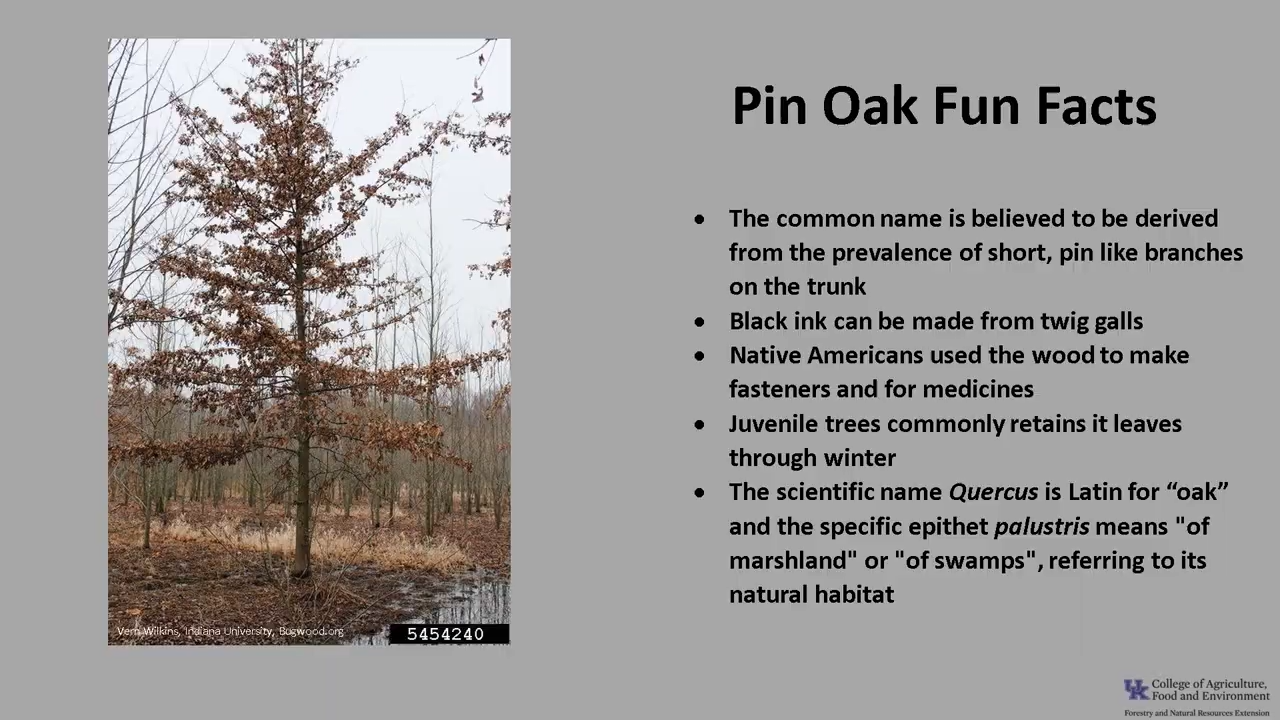 Pin Oak Fun Facts
• The common name is believed to be derived
from the prevalence of short, pin like branches
on the trunk
• Black ink can be made from twig galls
• Native Americans used the wood to make
fasteners and for medicines
• Juvenile trees commonly retains it leaves
through winter
• The scientific name Quercus is Latin for “oak”
and the specific epithet palustris means "of
marshland" or "of swamps", referring to its
natural habitat
Vern Wilkins, Indiana University, Bugwood.org
5454240
UK College of Agriculture,
Food and Environment
Forestry and Natural Resources Extension